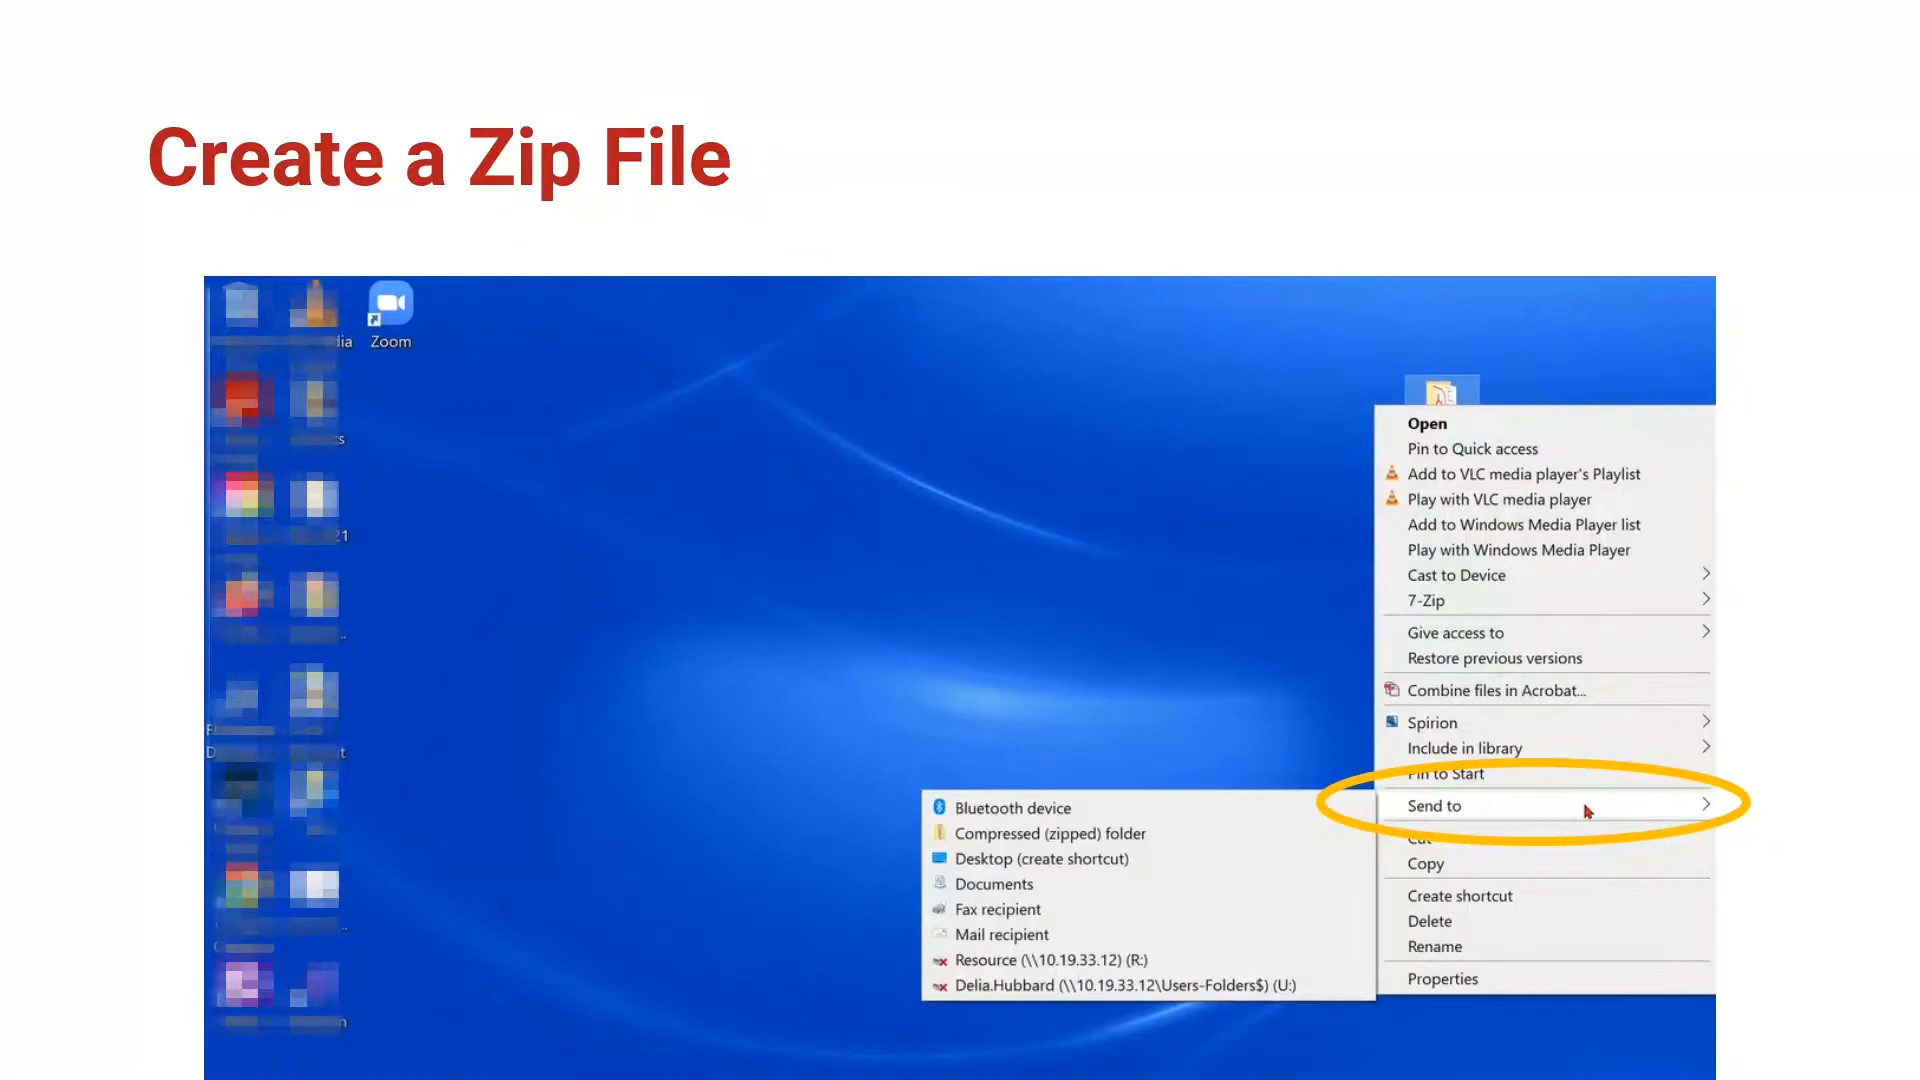 Create a Zip File
Zoom
Open
Pin to Quick access
Add to VLC media player's Playlist
Play with VLC media player
Add to Windows Media Player list
Play with Windows Media Player
Cast to Device
7-Zip
Give access to
Restore previous versions
Combine files in Acrobat...
Spirion
Include in library
Pin to Start
Send to
Cut
Copy
Create shortcut
Delete
Rename
Properties
Bluetooth device
Compressed (zipped) folder
Desktop (create shortcut)
Documents
Fax recipient
Mail recipient
Resource (\\10.19.33.12) (R:)
Delia.Hubbard (\\10.19.33.12\Users-Folders$) (U:)